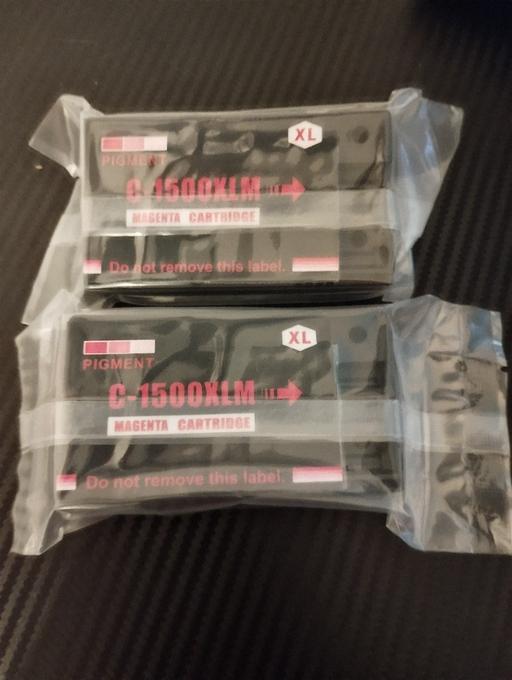 XL
PIGMENT
C-1500XLM
MAGENTA CARTRIDGE
Do not remove this label.
XL
PIGMENT
C-1500XLM
MAGENTA CARTRIDGE
Do not remove this label.